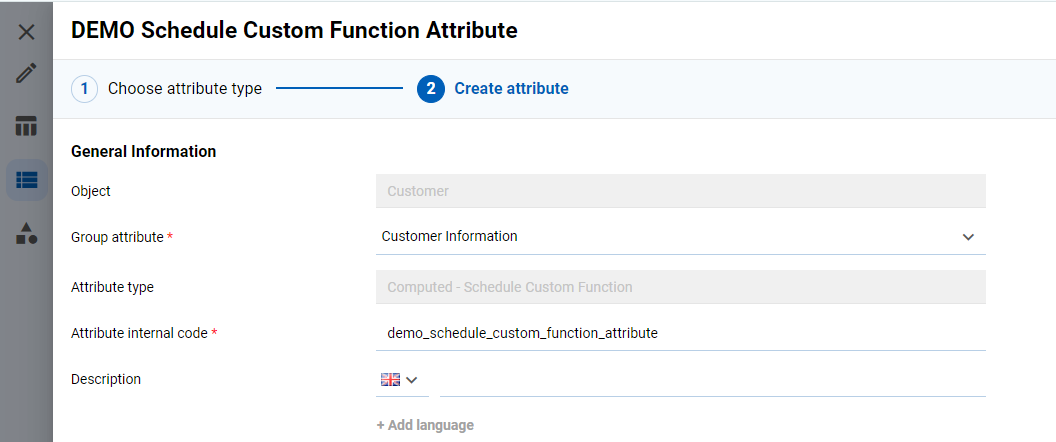 DEMO Schedule Custom Function Attribute
1 Choose attribute type 2 Create attribute
General Information
Object Customer
Group attribute * Customer Information
Attribute type Computed - Schedule Custom Function
Attribute internal code * demo_schedule_custom_function_attribute
Description
+ Add language